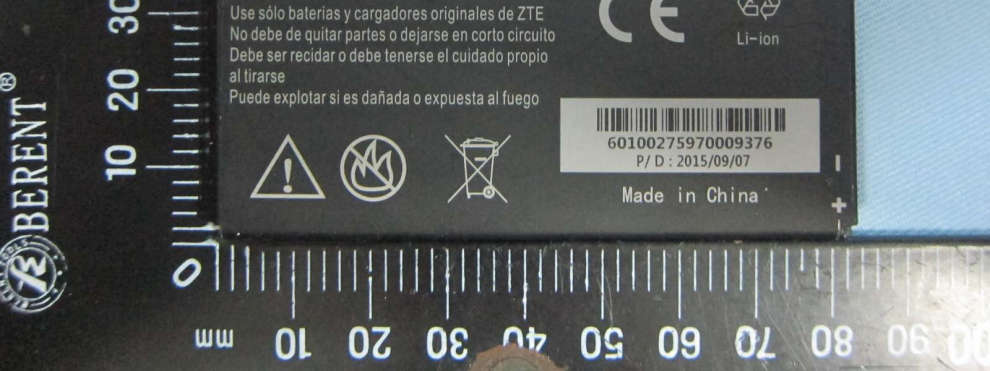 Use sólo baterias y cargadores originales de ZTE
No debe de quitar partes o dejarse en corto circuito
Debe ser recidar o debe tenerse el cuidado propio
al tirarse
Puede explotar si es dañada o expuesta al fuego
CE
Li-ion
60100275970009376
P/D : 2015/09/07
Made in China
-
+
BERENT®
30
20
10
0
mm
10 20 30 40 50 60 70 80 90 100